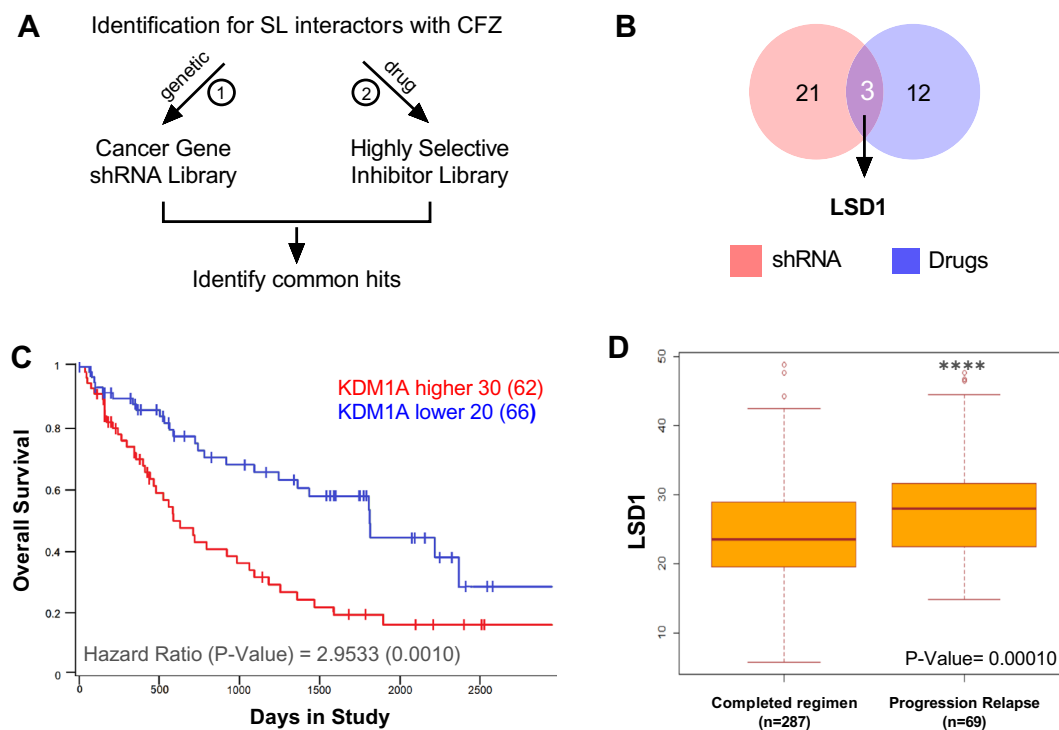 A
Identification for SL interactors with CFZ
genetic
1
2
drug
Cancer Gene
shRNA Library
Highly Selective
Inhibitor Library
Identify common hits
B
21
3
12
LSD1
shRNA
Drugs
C
KDM1A higher 30 (62)
KDM1A lower 20 (66)
Overall Survival
1
0.8
0.6
0.4
0.2
0
Hazard Ratio (P-Value) = 2.9533 (0.0010)
0
500
1000
1500
2000
2500
Days in Study
D
****
LSD1
50
40
30
20
10
P-Value= 0.00010
Completed regimen
(n=287)
Progression Relapse
(n=69)